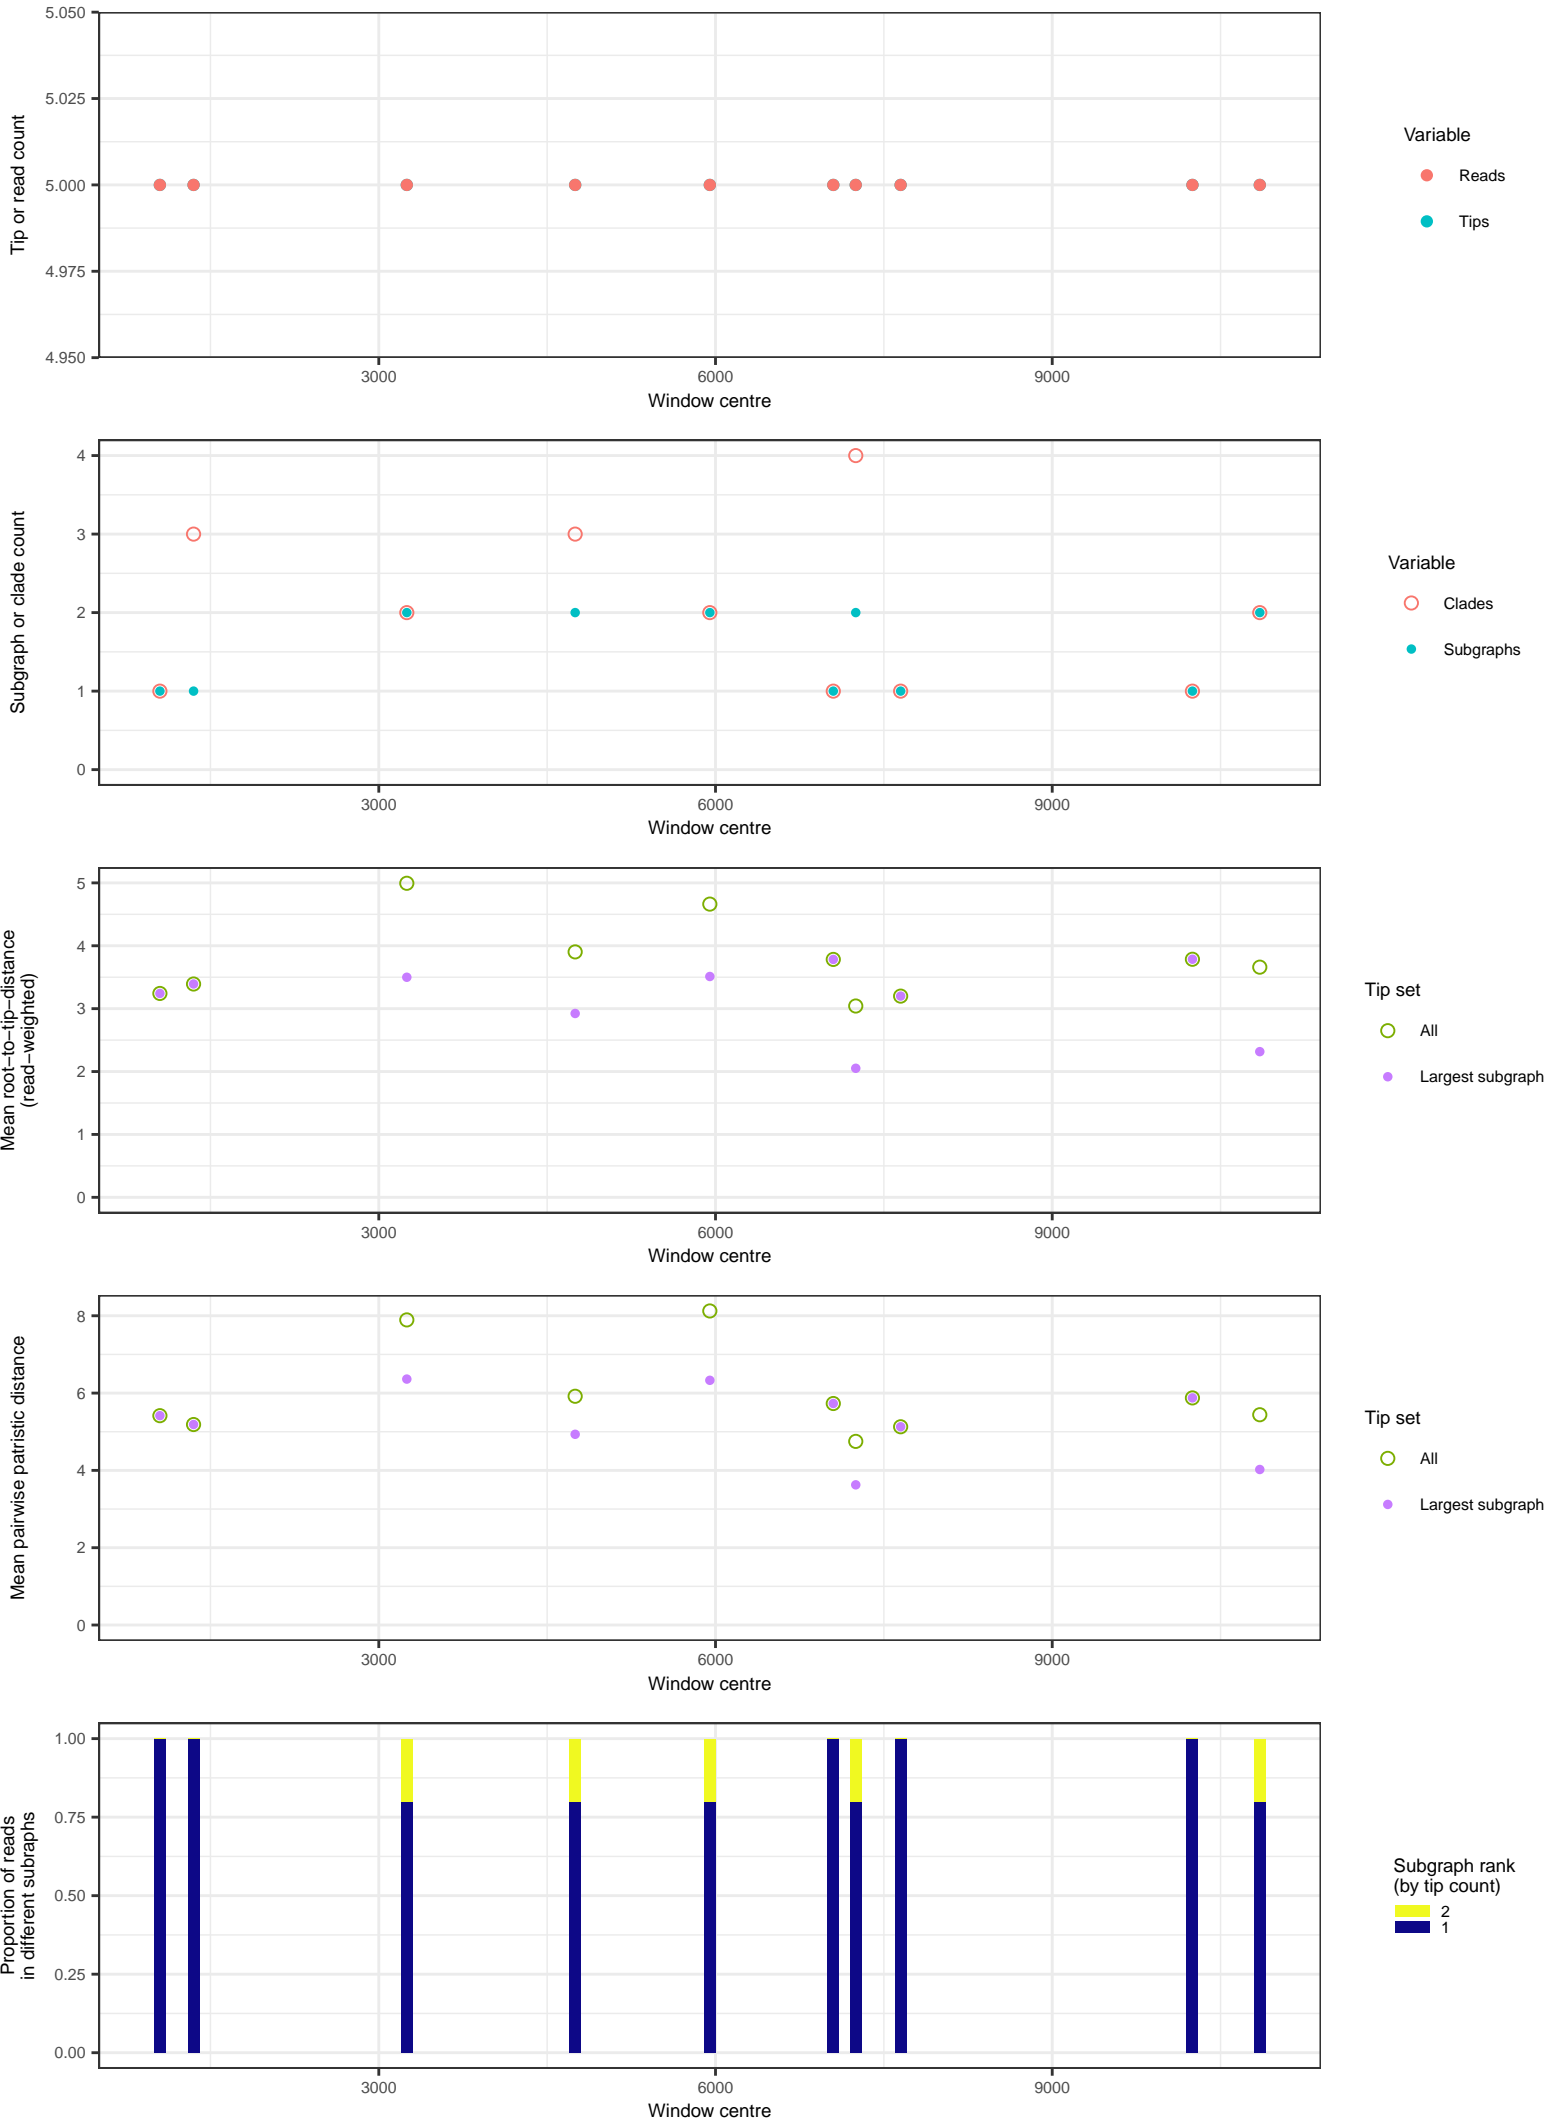 5.050
5.025
5.000
4.975
4.950
Tip or read count
3000 6000 9000
Window centre
Variable
Reads
Tips
4
3
2
1
0
Subgraph or clade count
3000 6000 9000
Window centre
Variable
Clades
Subgraphs
5
4
3
2
1
0
Mean root−to−tip−distance
(read−weighted)
3000 6000 9000
Window centre
Tip set
All
Largest subgraph
8
6
4
2
0
Mean pairwise patristic distance
3000 6000 9000
Window centre
Tip set
All
Largest subgraph
1.00
0.75
0.50
0.25
0.00
Proportion of reads
in different subraphs
3000 6000 9000
Window centre
Subgraph rank
(by tip count)
2
1